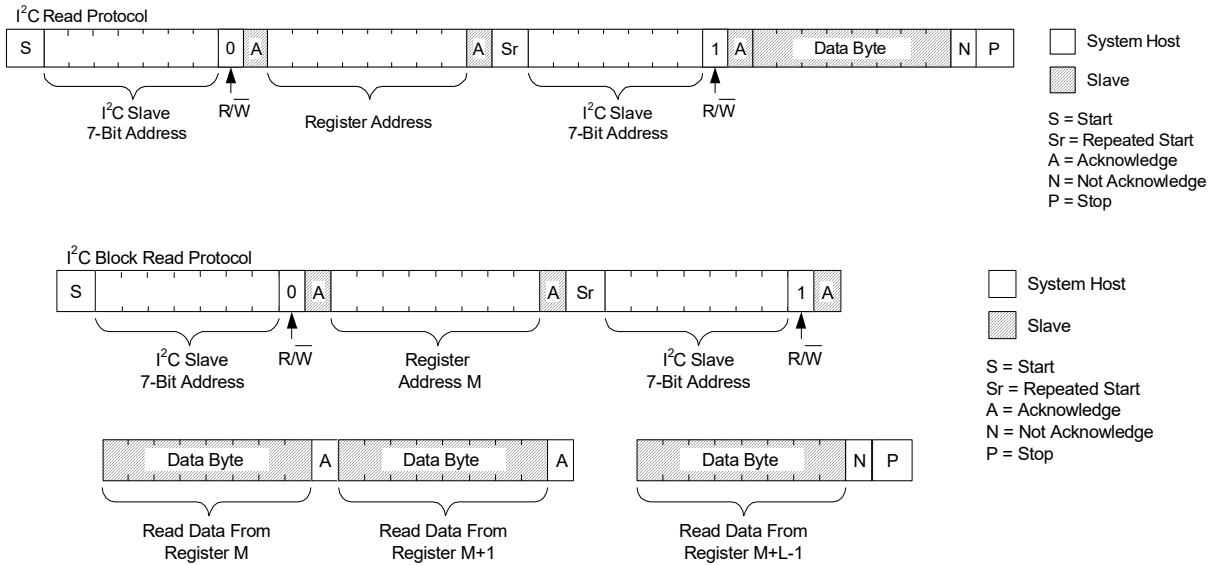 I²C Read Protocol
S 0 A A Sr 1 A Data Byte N P
I²C Slave
7-Bit Address
R/W̅
Register Address
I²C Slave
7-Bit Address
R/W̅
System Host
Slave
S = Start
Sr = Repeated Start
A = Acknowledge
N = Not Acknowledge
P = Stop
I²C Block Read Protocol
S 0 A A Sr 1 A
I²C Slave
7-Bit Address
R/W̅
Register
Address M
I²C Slave
7-Bit Address
R/W̅
System Host
Slave
S = Start
Sr = Repeated Start
A = Acknowledge
N = Not Acknowledge
P = Stop
Data Byte A Data Byte A Data Byte N P
Read Data From
Register M
Read Data From
Register M+1
Read Data From
Register M+L-1